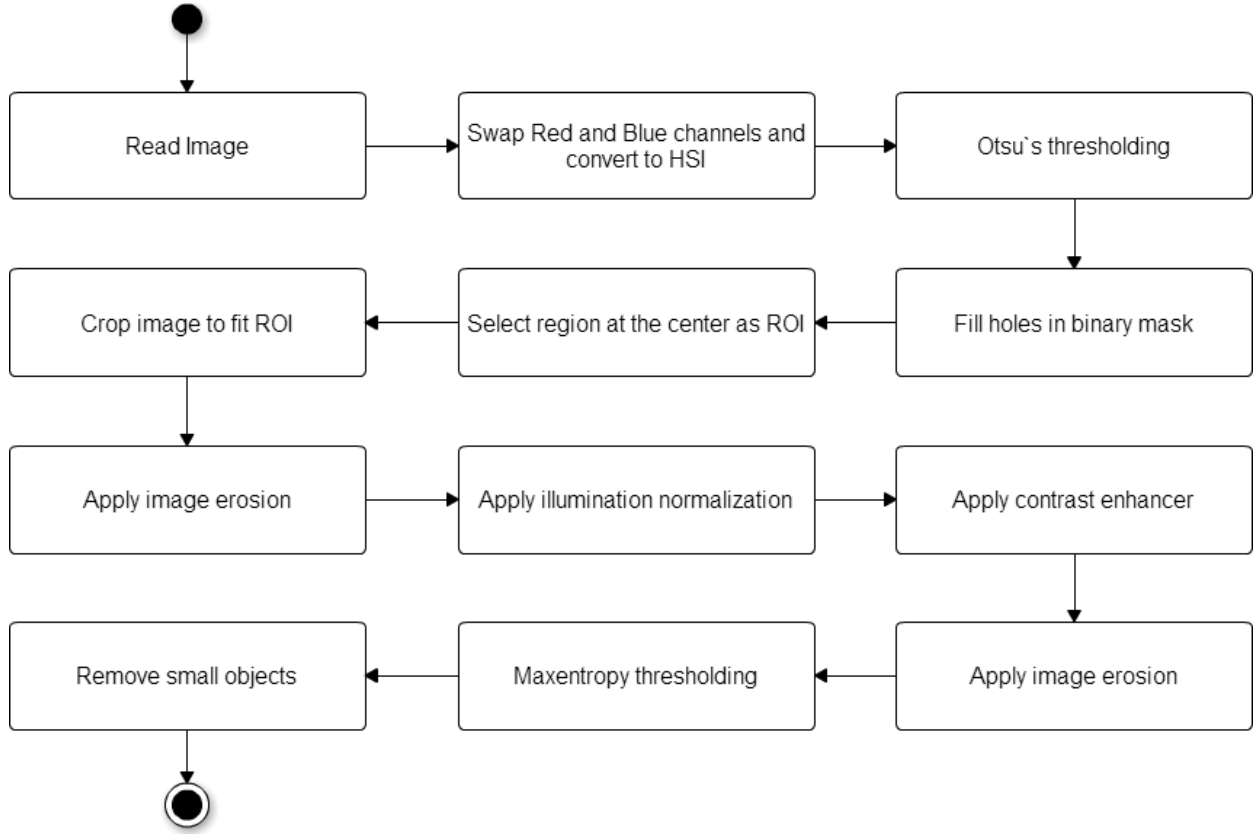 Read Image
Swap Red and Blue channels and
convert to HSI
Otsu`s thresholding
Fill holes in binary mask
Select region at the center as ROI
Crop image to fit ROI
Apply image erosion
Apply illumination normalization
Apply contrast enhancer
Apply image erosion
Maxentropy thresholding
Remove small objects